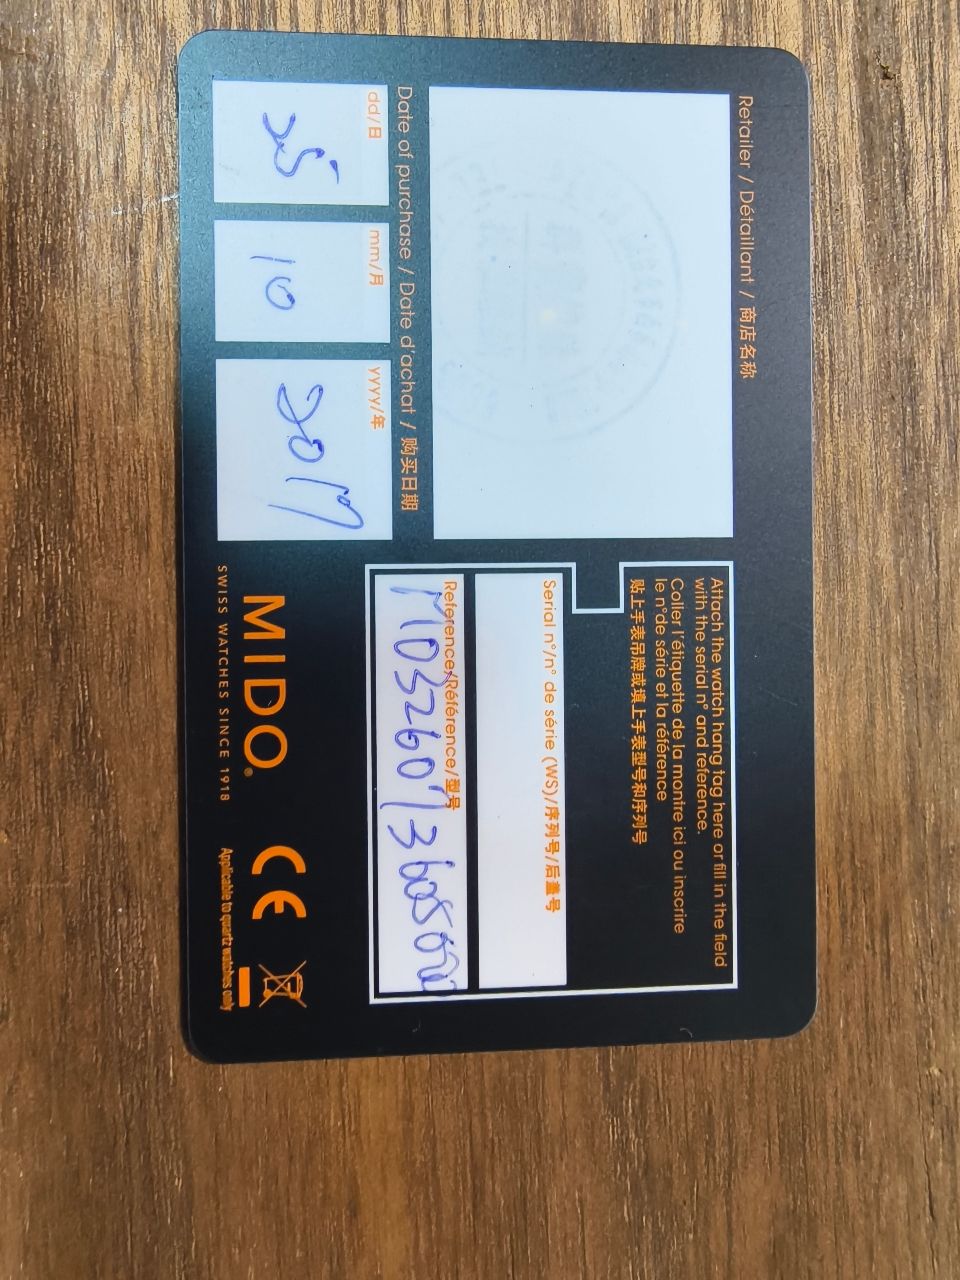 Retailer / Détaillant / 商店名称
Date of purchase / Date d'achat / 购买日期
dd/日
mm/月
yyyy/年
25
10
2017
Attach the watch hang tag here or fill in the field
with the serial n° and reference.
Coller l'étiquette de la montre ici ou inscrire
le n°de série et la référence
贴上手表吊牌或填上手表型号和序列号
Serial n°/n° de série (WS)/序列号/后盖号
Reference/Référence/型号
M0326073605000
MIDO®
SWISS WATCHES SINCE 1918
CE
Applicable to quartz watches only